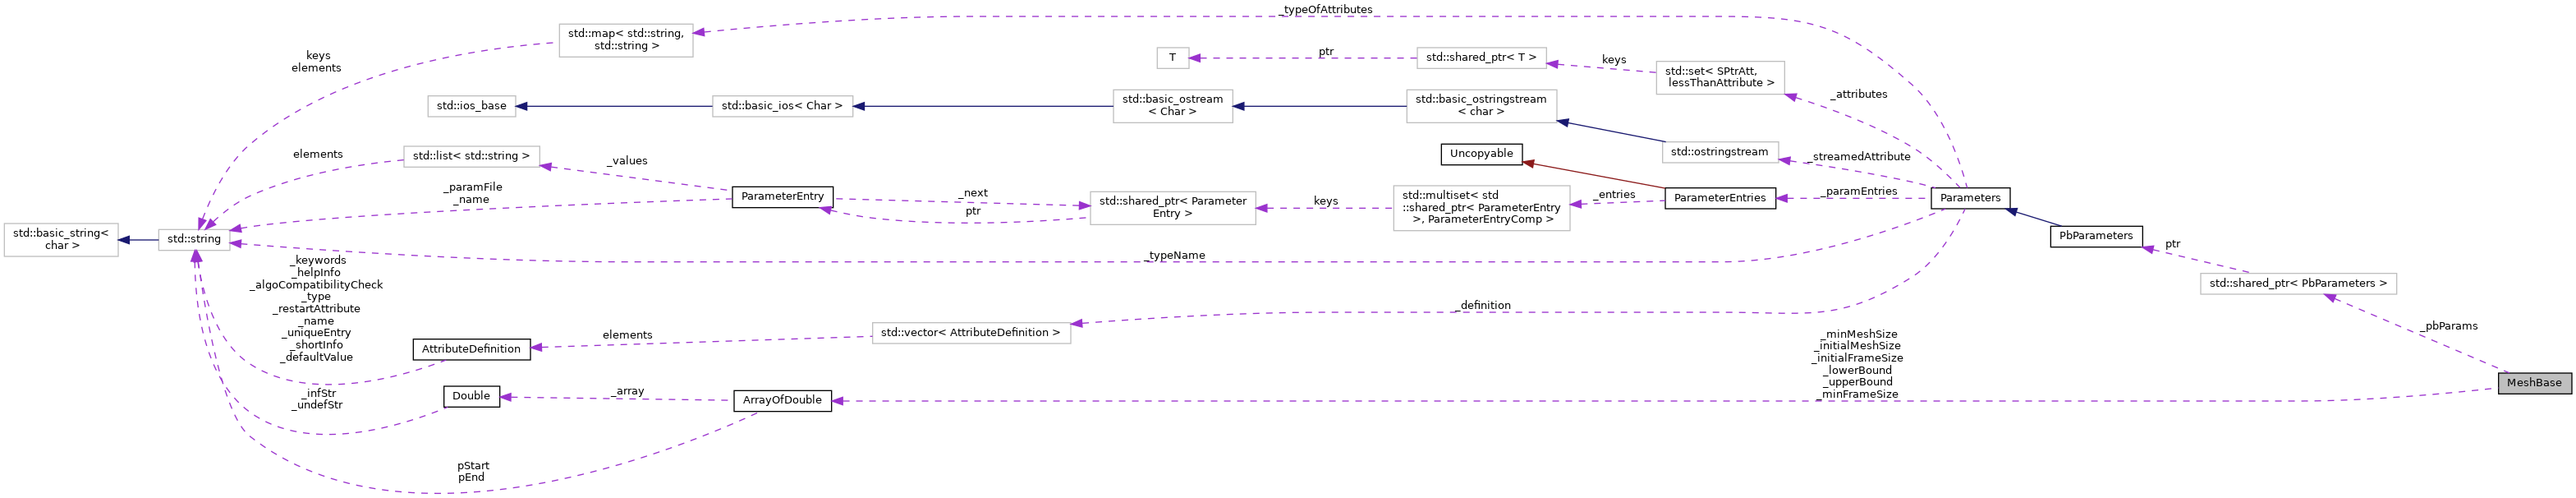 _typeOfAttributes
std::map< std::string,
std::string >
keys
elements
T
ptr
std::shared_ptr< T >
keys
std::set< SPtrAtt,
lessThanAttribute >
_attributes
std::ios_base
std::basic_ios< Char >
std::basic_ostream
< Char >
std::basic_ostringstream
< char >
std::ostringstream
_streamedAttribute
Uncopyable
elements
std::list< std::string >
_values
_paramFile
_name
ParameterEntry
_next
ptr
std::shared_ptr< Parameter
Entry >
keys
std::multiset< std
::shared_ptr< ParameterEntry
>, ParameterEntryComp >
_entries
ParameterEntries
_paramEntries
Parameters
std::basic_string<
char >
std::string
_typeName
PbParameters
ptr
std::shared_ptr< PbParameters >
_pbParams
MeshBase
_keywords
_helpInfo
_algoCompatibilityCheck
_type
_restartAttribute
_name
_uniqueEntry
_shortInfo
_defaultValue
AttributeDefinition
elements
std::vector< AttributeDefinition >
_definition
_minMeshSize
_initialMeshSize
_initialFrameSize
_lowerBound
_upperBound
_minFrameSize
_infStr
_undefStr
Double
_array
ArrayOfDouble
pStart
pEnd